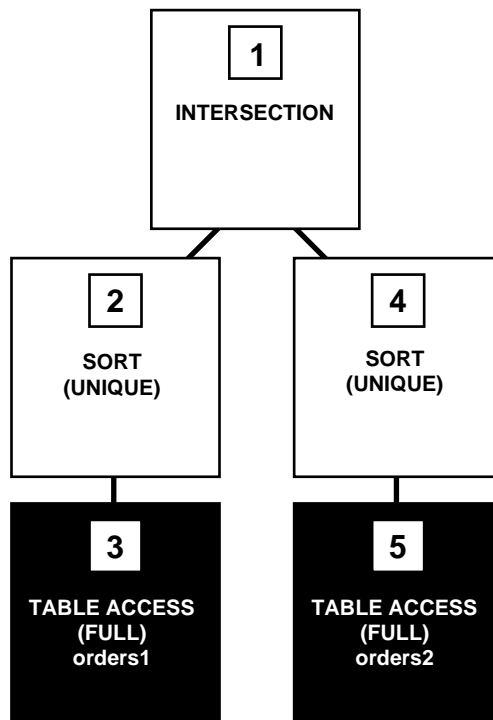 1
INTERSECTION
2
SORT
(UNIQUE)
4
SORT
(UNIQUE)
3
TABLE ACCESS
(FULL)
orders1
5
TABLE ACCESS
(FULL)
orders2